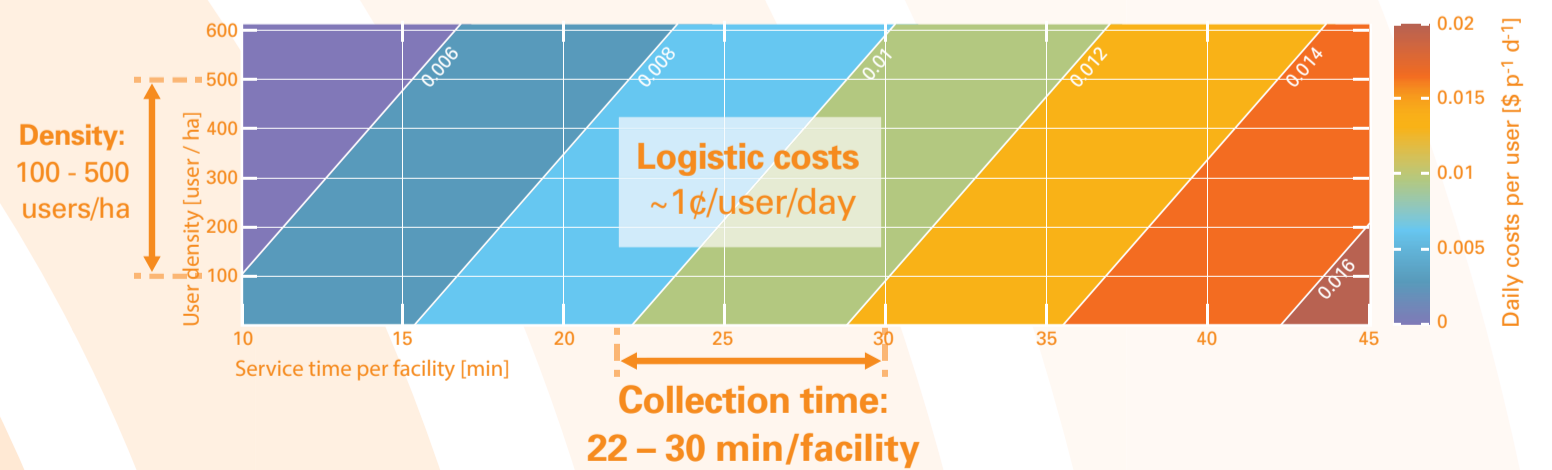 600
500
400
300
200
100
User density [user / ha]
Density:
100 - 500
users/ha
0.006
0.008
0.01
0.012
0.014
0.016
Logistic costs
~1¢/user/day
10
15
20
25
30
35
40
45
Service time per facility [min]
Collection time:
22 – 30 min/facility
0.02
0.015
0.01
0.005
0
Daily costs per user [$ p⁻¹ d⁻¹]